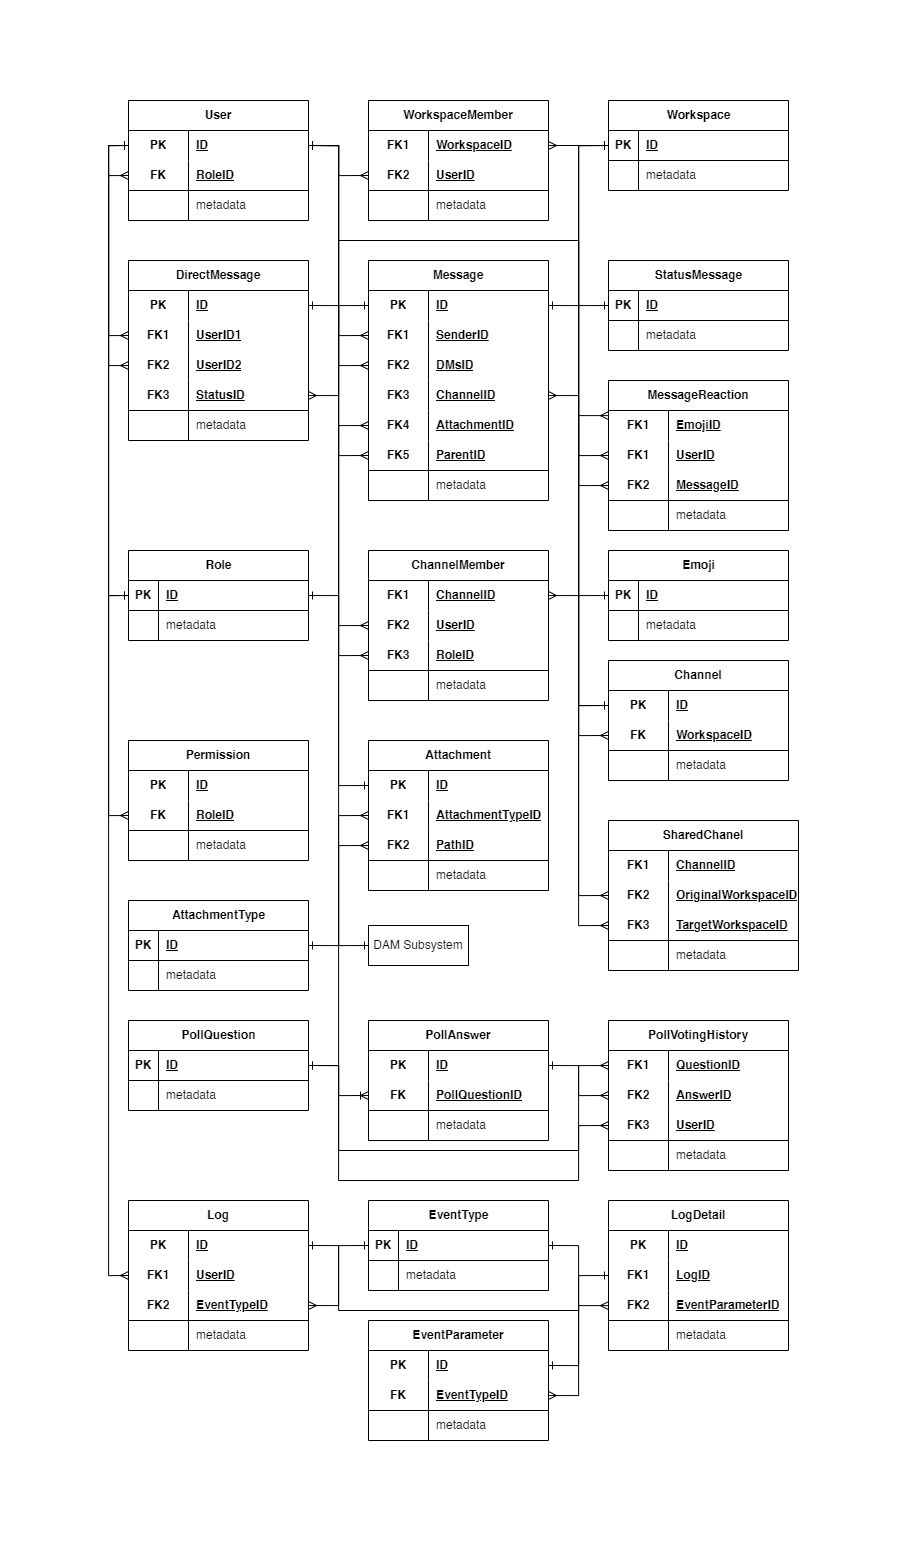 User
PK ID
FK RoleID
metadata
WorkspaceMember
FK1 WorkspaceID
FK2 UserID
metadata
Workspace
PK ID
metadata
DirectMessage
PK ID
FK1 UserID1
FK2 UserID2
FK3 StatusID
metadata
Message
PK ID
FK1 SenderID
FK2 DMsID
FK3 ChannelID
FK4 AttachmentID
FK5 ParentID
metadata
StatusMessage
PK ID
metadata
MessageReaction
FK1 EmojiID
FK1 UserID
FK2 MessageID
metadata
Role
PK ID
metadata
ChannelMember
FK1 ChannelID
FK2 UserID
FK3 RoleID
metadata
Emoji
PK ID
metadata
Channel
PK ID
FK WorkspaceID
metadata
Permission
PK ID
FK RoleID
metadata
Attachment
PK ID
FK1 AttachmentTypeID
FK2 PathID
metadata
SharedChanel
FK1 ChannelID
FK2 OriginalWorkspaceID
FK3 TargetWorkspaceID
metadata
AttachmentType
PK ID
metadata
DAM Subsystem
PollQuestion
PK ID
metadata
PollAnswer
PK ID
FK PollQuestionID
metadata
PollVotingHistory
FK1 QuestionID
FK2 AnswerID
FK3 UserID
metadata
Log
PK ID
FK1 UserID
FK2 EventTypeID
metadata
EventType
PK ID
metadata
LogDetail
PK ID
FK1 LogID
FK2 EventParameterID
metadata
EventParameter
PK ID
FK EventTypeID
metadata